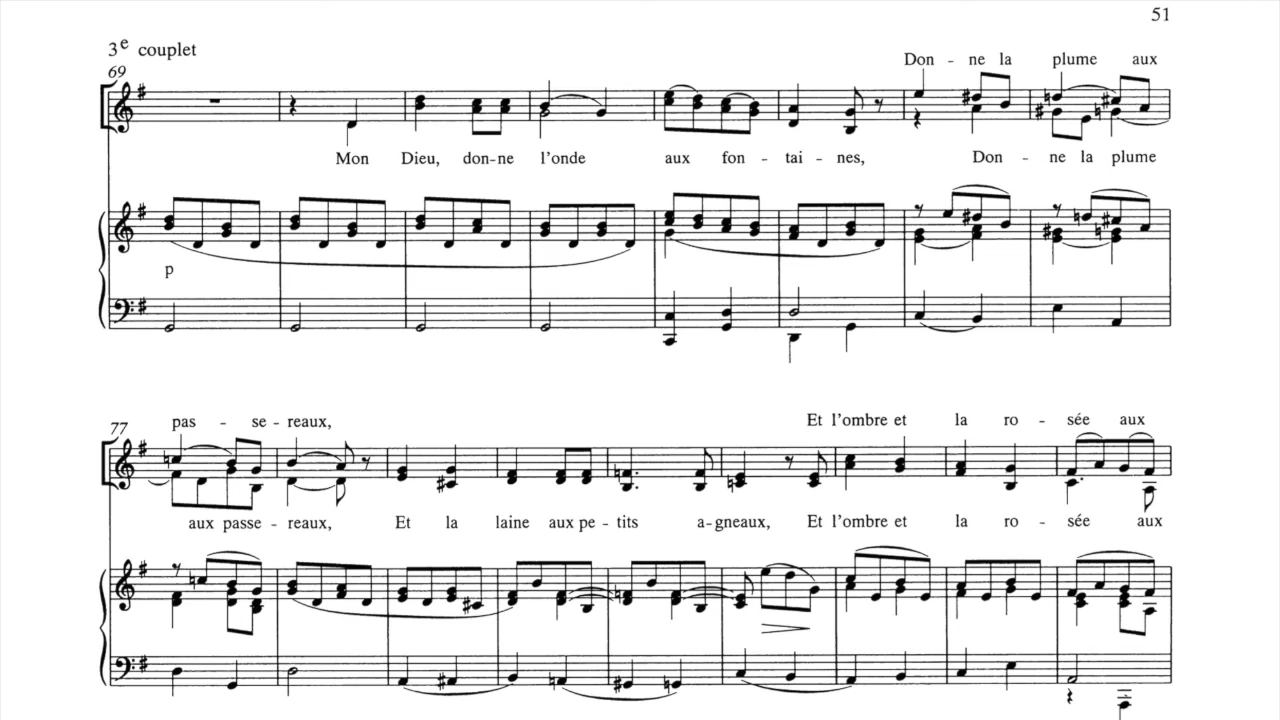 51
3e couplet
69
Don - ne la plume aux
Mon Dieu, don-ne l'onde aux fon - tai - nes, Don - ne la plume
p
77
pas - se - reaux, Et l'ombre et la ro - sée aux
aux passe - reaux, Et la laine aux pe - tits a - gneaux, Et l'ombre et la ro - sée aux